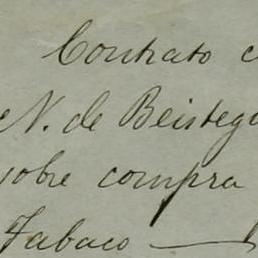 Contrato c
N. de Beistegu
sobre compra
Tabaco —